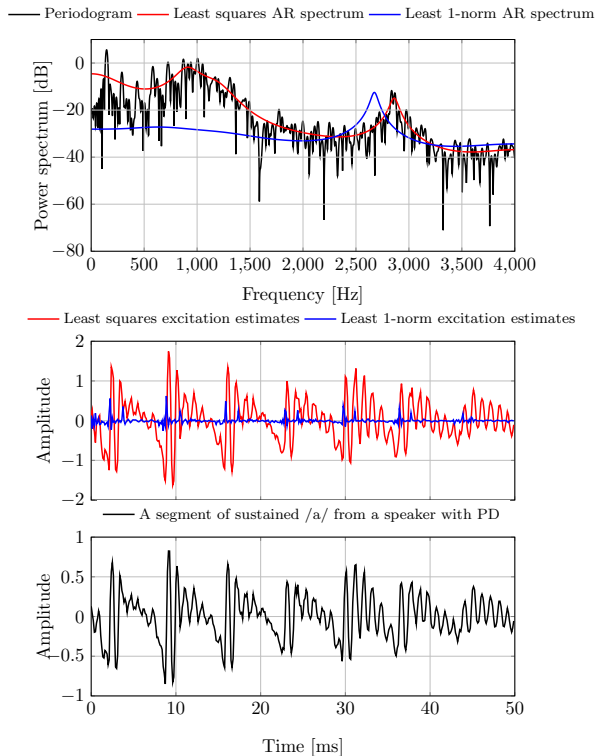 Periodogram Least squares AR spectrum Least 1-norm AR spectrum
Power spectrum [dB]
0
−20
−40
−60
−80
0 500 1,000 1,500 2,000 2,500 3,000 3,500 4,000
Frequency [Hz]
Least squares excitation estimates Least 1-norm excitation estimates
Amplitude
2
1
0
−1
−2
A segment of sustained /a/ from a speaker with PD
Amplitude
1
0.5
0
−0.5
−1
0 10 20 30 40 50
Time [ms]